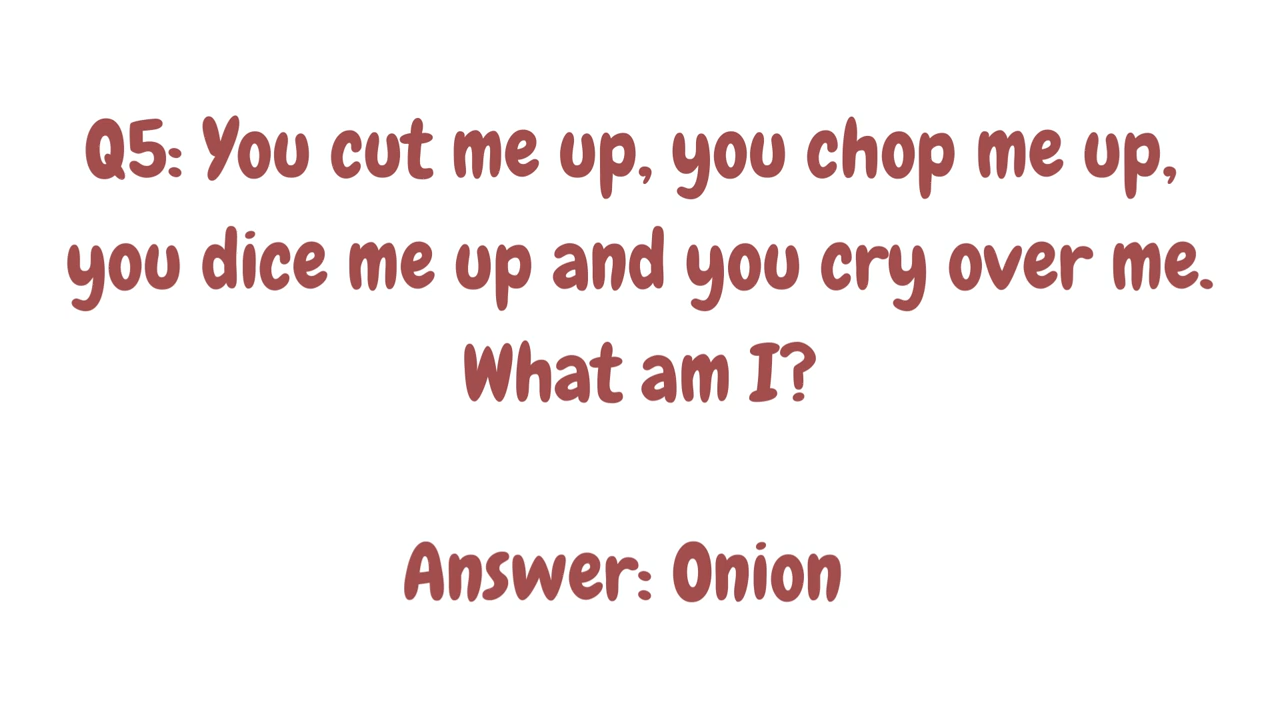 Q5: You cut me up, you chop me up,
you dice me up and you cry over me.
What am I?
Answer: Onion